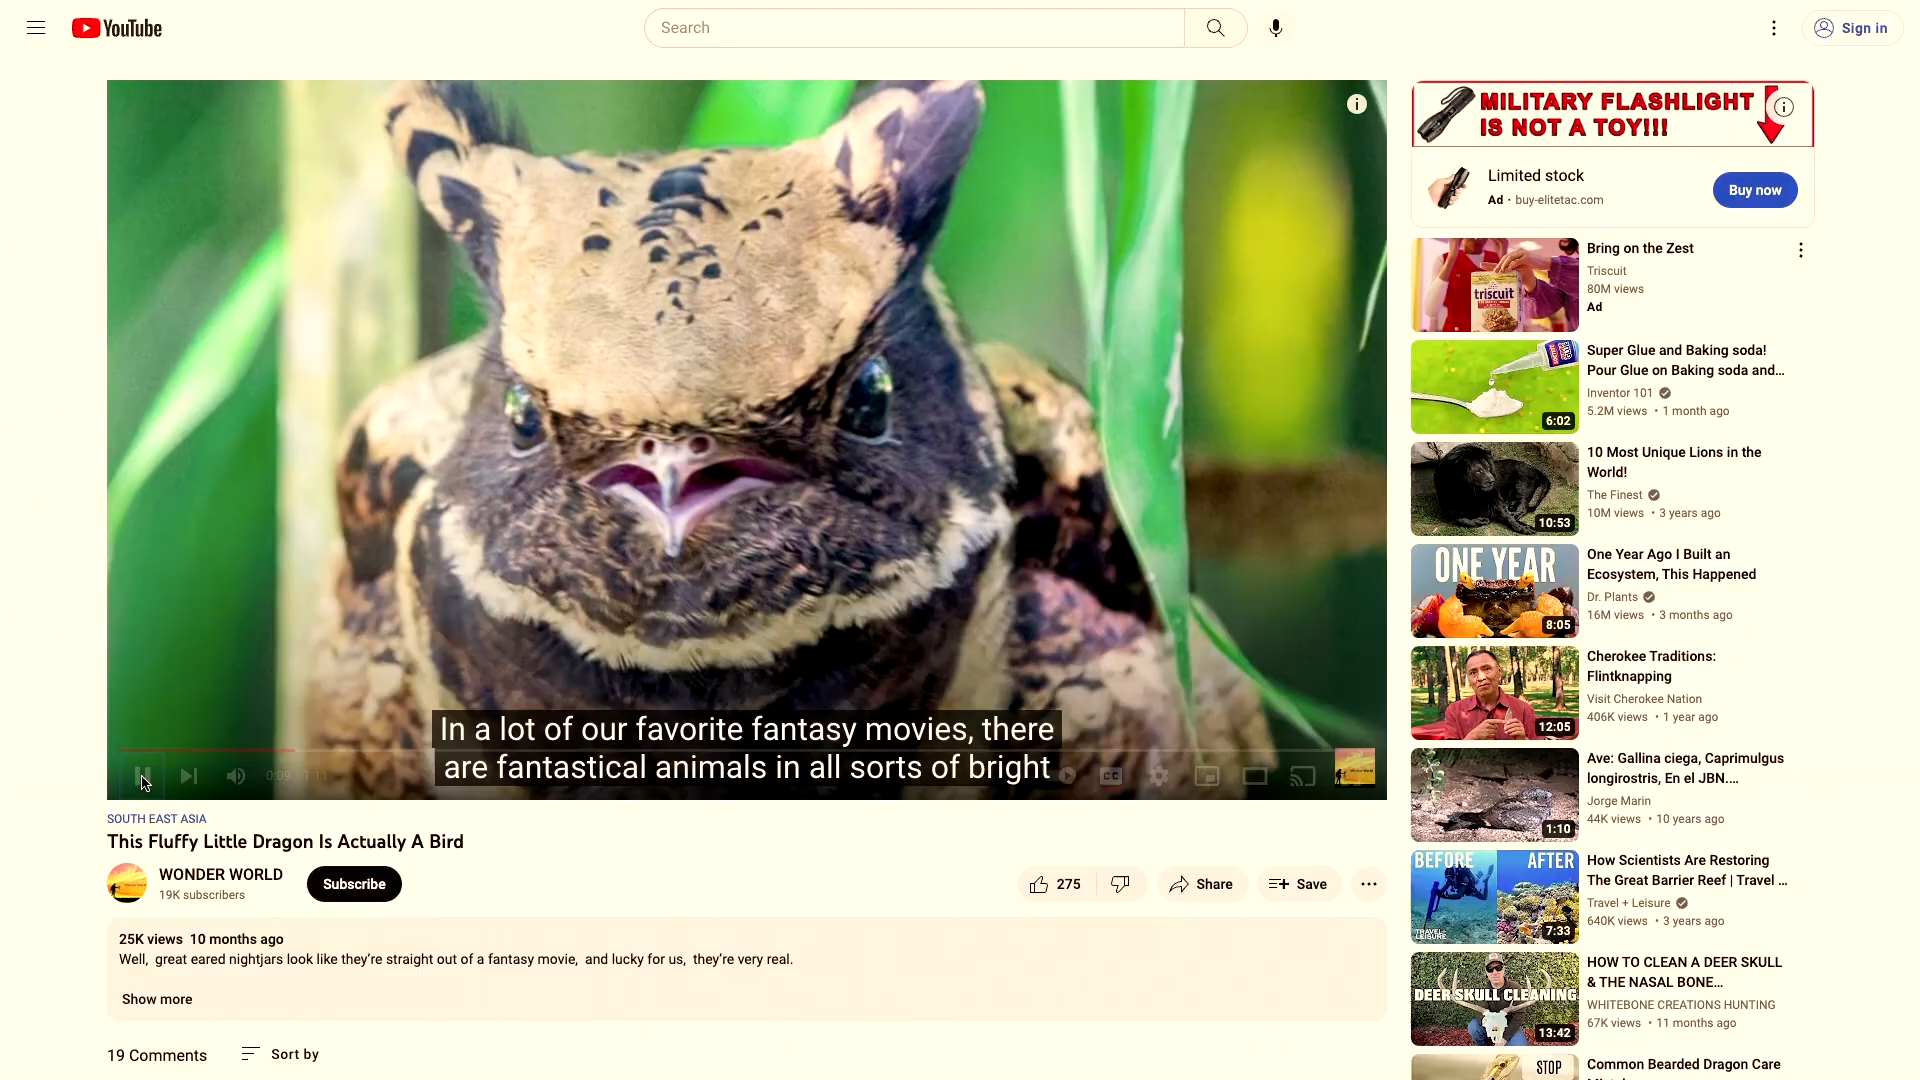 YouTube
Search
Sign in
MILITARY FLASHLIGHT
IS NOT A TOY!!!
Limited stock
Ad · buy-elitetac.com
Buy now
Bring on the Zest
Triscuit
80M views
Ad
triscuit
Super Glue and Baking soda!
Pour Glue on Baking soda and...
Inventor 101
5.2M views • 1 month ago
6:02
10 Most Unique Lions in the
World!
The Finest
10M views • 3 years ago
10:53
ONE YEAR
One Year Ago I Built an
Ecosystem, This Happened
Dr. Plants
16M views • 3 months ago
8:05
Cherokee Traditions:
Flintknapping
Visit Cherokee Nation
406K views • 1 year ago
12:05
Ave: Gallina ciega, Caprimulgus
longirostris, En el JBN....
Jorge Marin
44K views • 10 years ago
1:10
BEFORE AFTER
TRAVEL+
LEISURE
How Scientists Are Restoring
The Great Barrier Reef | Travel ...
Travel + Leisure
640K views • 3 years ago
7:33
DEER SKULL CLEANING
HOW TO CLEAN A DEER SKULL
& THE NASAL BONE...
WHITEBONE CREATIONS HUNTING
67K views • 11 months ago
13:42
STOP
Common Bearded Dragon Care
In a lot of our favorite fantasy movies, there
are fantastical animals in all sorts of bright
0:09 / 1:11
CC
SOUTH EAST ASIA
This Fluffy Little Dragon Is Actually A Bird
WONDER WORLD
19K subscribers
Subscribe
275
Share
Save
25K views 10 months ago
Well, great eared nightjars look like they're straight out of a fantasy movie, and lucky for us, they're very real.
Show more
19 Comments
Sort by